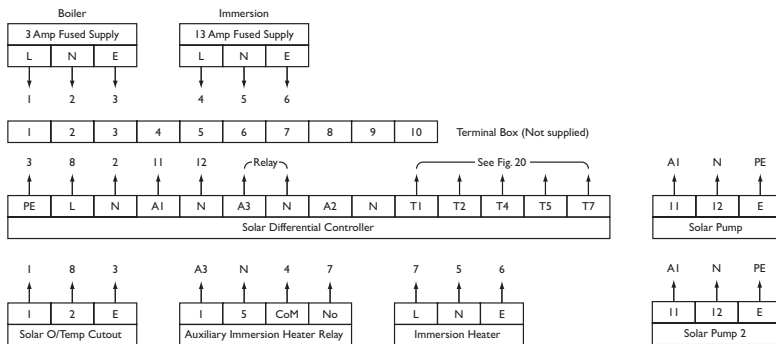 Boiler Immersion
3 Amp Fused Supply 13 Amp Fused Supply
L N E L N E
1 2 3 4 5 6
1 2 3 4 5 6 7 8 9 10 Terminal Box (Not supplied)
3 8 2 11 12 Relay See Fig. 20 A1 N PE
PE L N A1 N A3 N A2 N T1 T2 T4 T5 T7 11 12 E
Solar Differential Controller Solar Pump
1 8 3 A3 N 4 7 7 5 6 A1 N PE
1 2 E 1 5 CoM No L N E 11 12 E
Solar O/Temp Cutout Auxiliary Immersion Heater Relay Immersion Heater Solar Pump 2